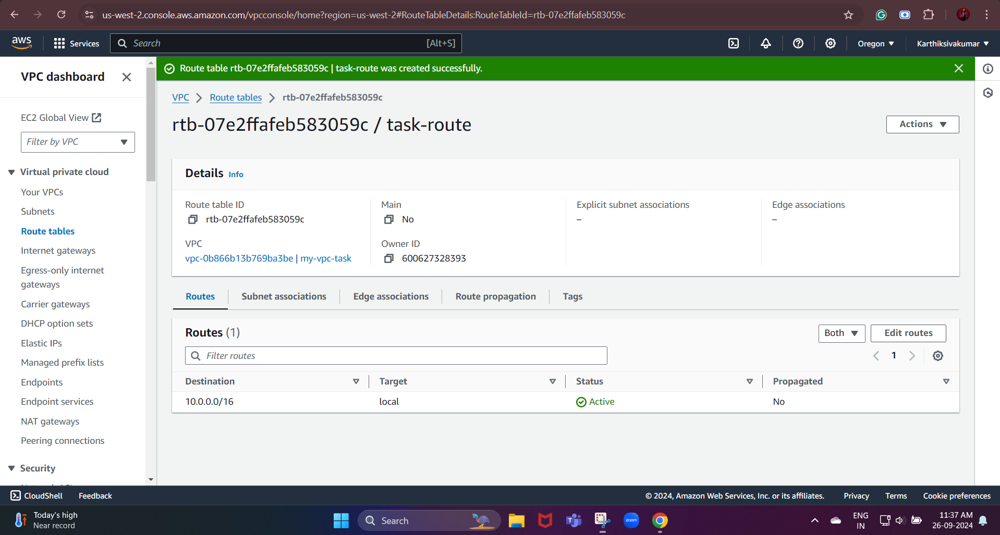 us-west-2.console.aws.amazon.com/vpcconsole/home?region=us-west-2#RouteTableDetails:RouteTableId=rtb-07e2ffafeb583059c
aws
Services
Search
[Alt+S]
Oregon
Karthiksivakumar
VPC dashboard
Route table rtb-07e2ffafeb583059c | task-route was created successfully.
EC2 Global View
Filter by VPC
Virtual private cloud
Your VPCs
Subnets
Route tables
Internet gateways
Egress-only internet
gateways
Carrier gateways
DHCP option sets
Elastic IPs
Managed prefix lists
Endpoints
Endpoint services
NAT gateways
Peering connections
Security
VPC
Route tables
rtb-07e2ffafeb583059c
rtb-07e2ffafeb583059c / task-route
Actions
Details Info
Route table ID
rtb-07e2ffafeb583059c
Main
No
Explicit subnet associations
–
Edge associations
–
VPC
vpc-0b866b13b769ba3be | my-vpc-task
Owner ID
600627328393
Routes
Subnet associations
Edge associations
Route propagation
Tags
Routes (1)
Both
Edit routes
Filter routes
1
Destination
Target
Status
Propagated
10.0.0.0/16
local
Active
No
CloudShell
Feedback
© 2024, Amazon Web Services, Inc. or its affiliates.
Privacy
Terms
Cookie preferences
Today's high
Near record
Search
zoom
ENG
IN
11:37 AM
26-09-2024